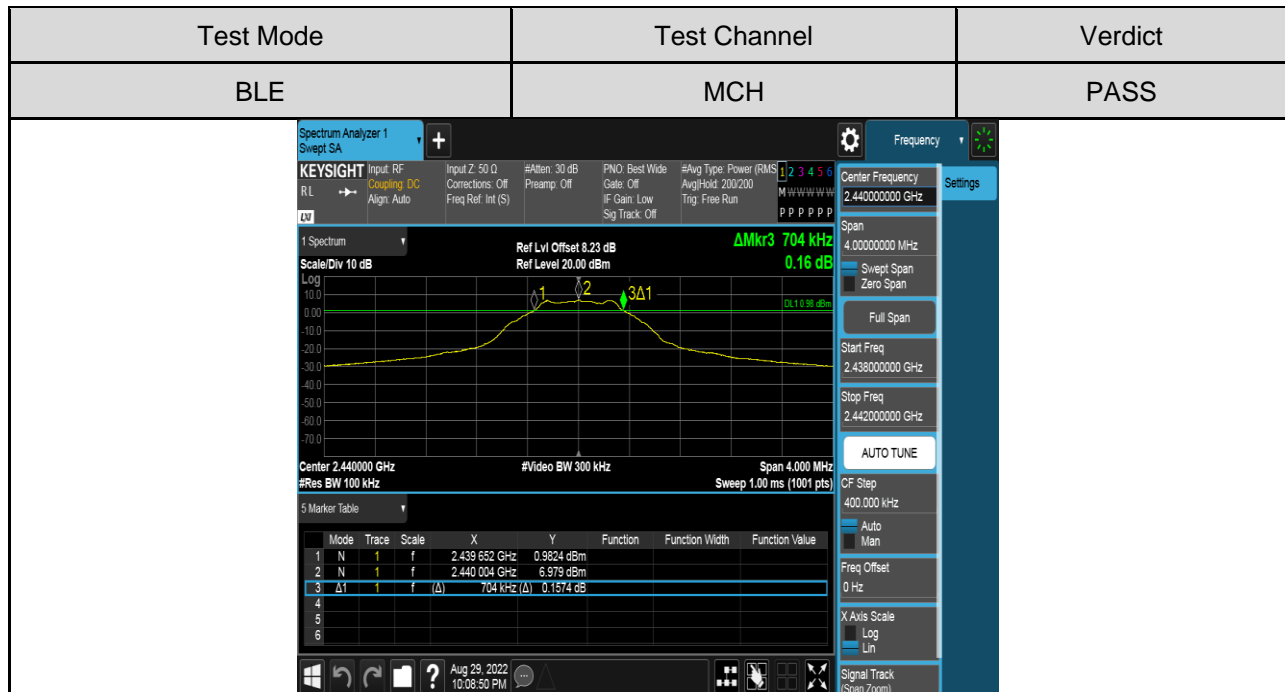 Test Mode Test Channel Verdict
BLE MCH PASS
Spectrum Analyzer 1
Swept SA
+
Frequency
KEYSIGHT Input: RF Input Z: 50 Ω #Atten: 30 dB PNO: Best Wide #Avg Type: Power (RMS 1 2 3 4 5 6
RL Coupling: DC Corrections: Off Preamp: Off Gate: Off Avg|Hold: 200/200 M W W W W W
Align: Auto Freq Ref: Int (S) IF Gain: Low Trig: Free Run
LXI Sig Track: Off P P P P P P
Center Frequency
2.440000000 GHz
Settings
1 Spectrum Ref Lvl Offset 8.23 dB ΔMkr3 704 kHz
Scale/Div 10 dB Ref Level 20.00 dBm 0.16 dB
Log
10.0
0.00
-10.0
-20.0
-30.0
-40.0
-50.0
-60.0
-70.0
1 2 3Δ1
DL1 0.98 dBm
Center 2.440000 GHz #Video BW 300 kHz Span 4.000 MHz
#Res BW 100 kHz Sweep 1.00 ms (1001 pts)
Span
4.00000000 MHz
Swept Span
Zero Span
Full Span
Start Freq
2.438000000 GHz
Stop Freq
2.442000000 GHz
AUTO TUNE
CF Step
400.000 kHz
Auto
Man
Freq Offset
0 Hz
X Axis Scale
Log
Lin
Signal Track
(Span Zoom)
5 Marker Table
Mode Trace Scale X Y Function Function Width Function Value
1 N 1 f 2.439 652 GHz 0.9824 dBm
2 N 1 f 2.440 004 GHz 6.979 dBm
3 Δ1 1 f (Δ) 704 kHz (Δ) 0.1574 dB
4
5
6
? Aug 29, 2022
10:08:50 PM